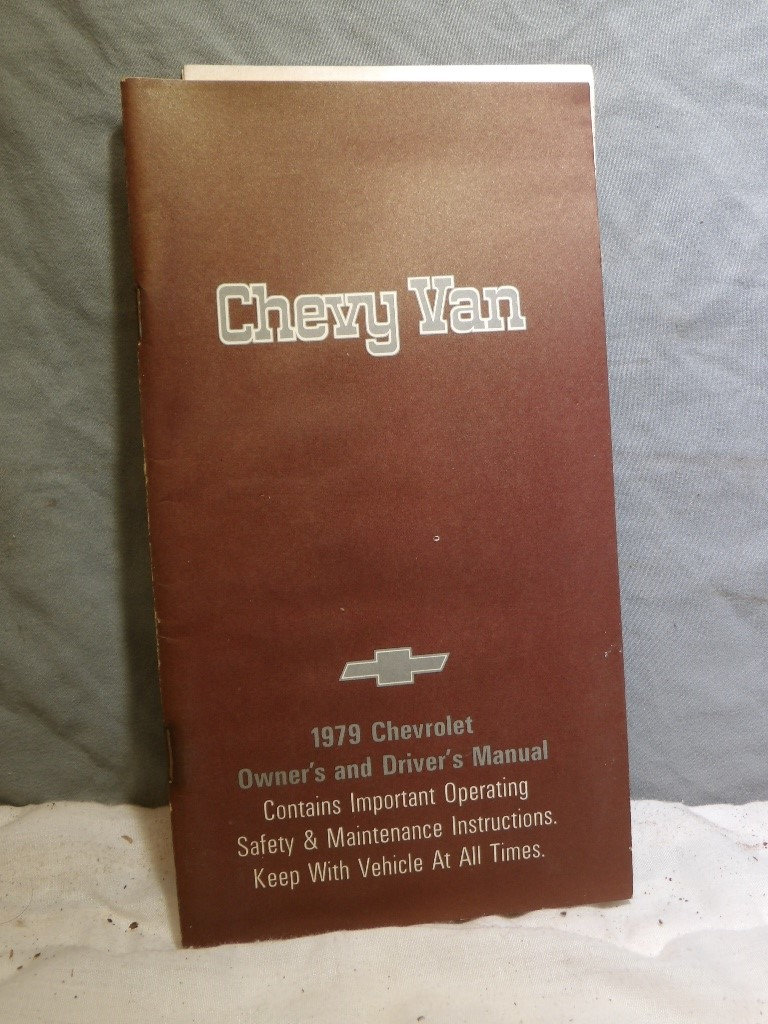 Chevy Van
1979 Chevrolet
Owner's and Driver's Manual
Contains Important Operating
Safety & Maintenance Instructions.
Keep With Vehicle At All Times.